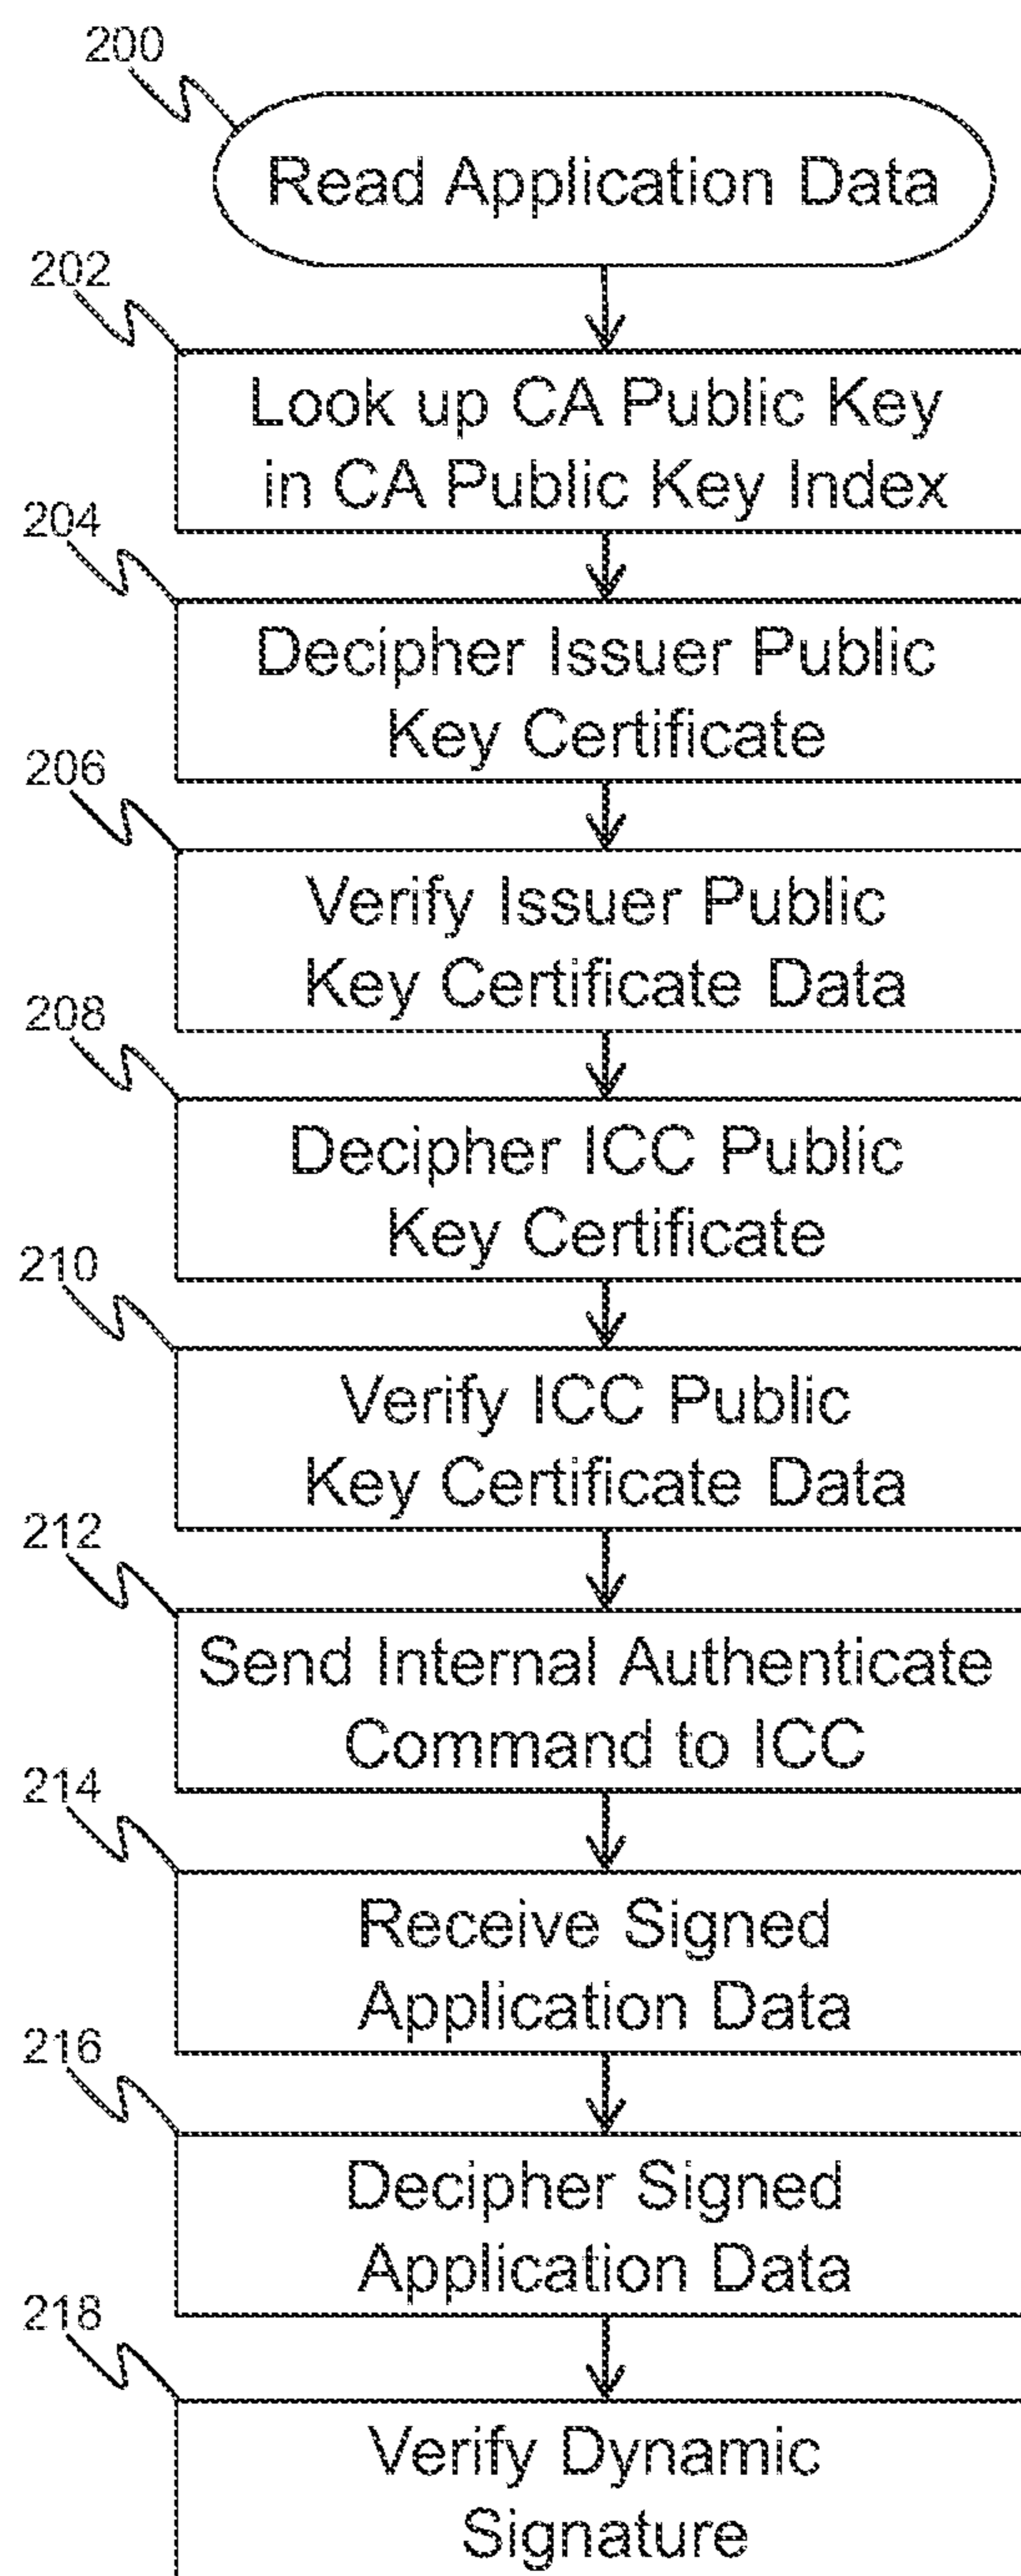 200
Read Application Data
202
Look up CA Public Key
in CA Public Key Index
204
Decipher Issuer Public
Key Certificate
206
Verify Issuer Public
Key Certificate Data
208
Decipher ICC Public
Key Certificate
210
Verify ICC Public
Key Certificate Data
212
Send Internal Authenticate
Command to ICC
214
Receive Signed
Application Data
216
Decipher Signed
Application Data
218
Verify Dynamic
Signature